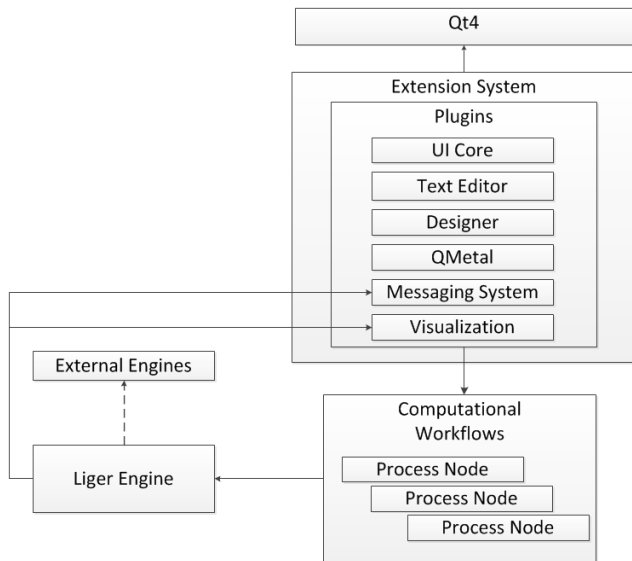 Qt4
Extension System
Plugins
UI Core
Text Editor
Designer
QMetal
Messaging System
Visualization
External Engines
Liger Engine
Computational
Workflows
Process Node
Process Node
Process Node